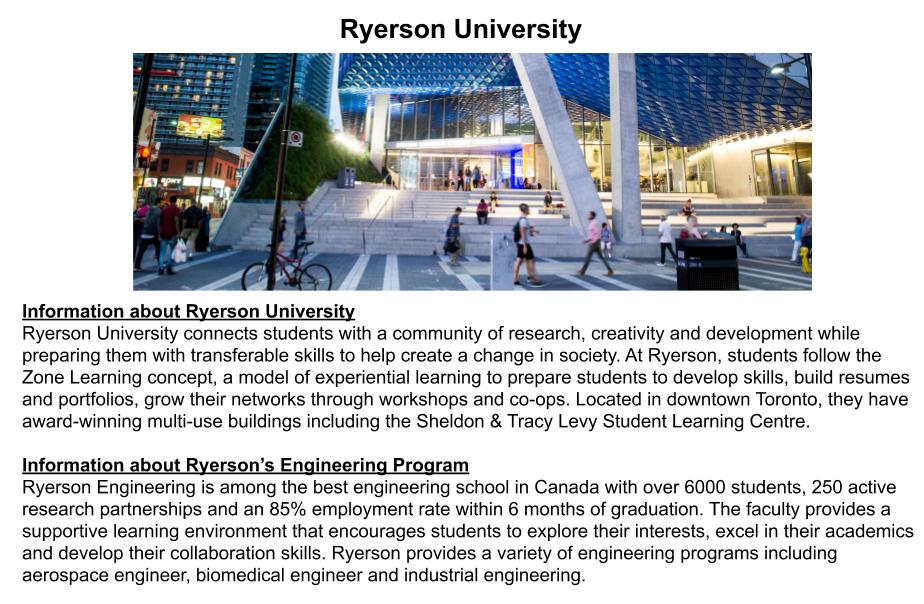 Ryerson University
SONY
Information about Ryerson University
Ryerson University connects students with a community of research, creativity and development while
preparing them with transferable skills to help create a change in society. At Ryerson, students follow the
Zone Learning concept, a model of experiential learning to prepare students to develop skills, build resumes
and portfolios, grow their networks through workshops and co-ops. Located in downtown Toronto, they have
award-winning multi-use buildings including the Sheldon & Tracy Levy Student Learning Centre.
Information about Ryerson’s Engineering Program
Ryerson Engineering is among the best engineering school in Canada with over 6000 students, 250 active
research partnerships and an 85% employment rate within 6 months of graduation. The faculty provides a
supportive learning environment that encourages students to explore their interests, excel in their academics
and develop their collaboration skills. Ryerson provides a variety of engineering programs including
aerospace engineer, biomedical engineer and industrial engineering.